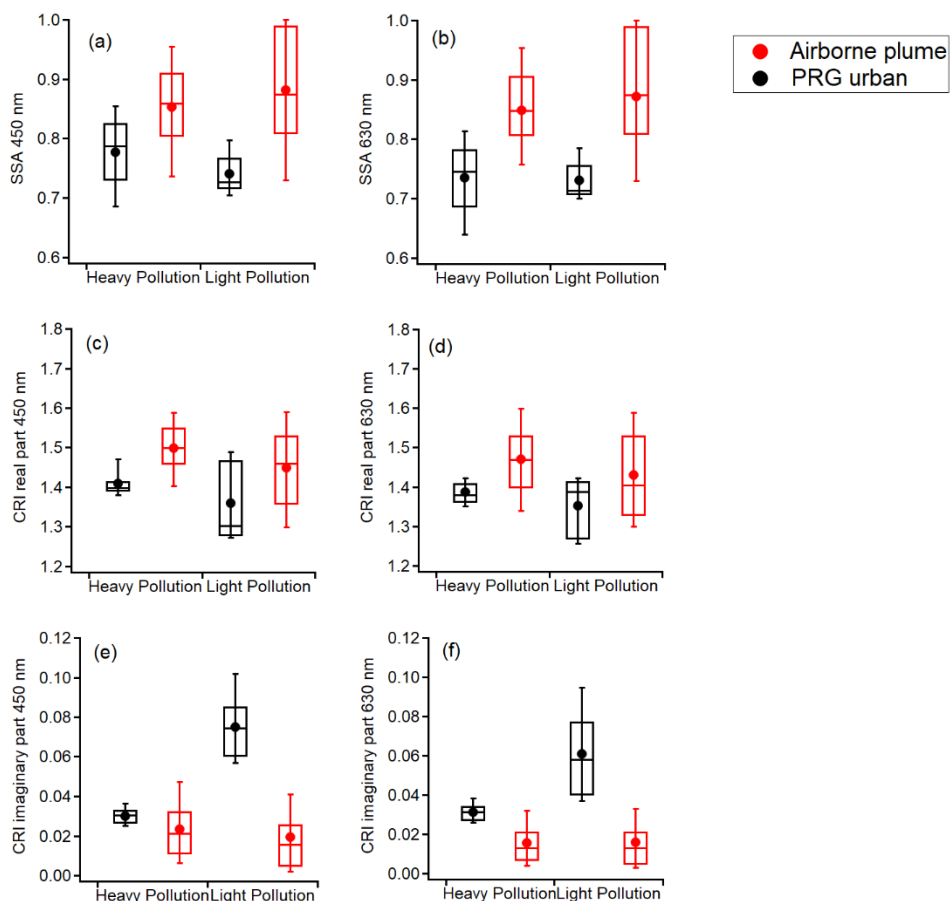 (a)
SSA 450 nm
1.0
0.9
0.8
0.7
0.6
Heavy Pollution Light Pollution
(b)
SSA 630 nm
1.0
0.9
0.8
0.7
0.6
Heavy Pollution Light Pollution
Airborne plume
PRG urban
(c)
CRI real part 450 nm
1.8
1.7
1.6
1.5
1.4
1.3
1.2
Heavy Pollution Light Pollution
(d)
CRI real part 630 nm
1.8
1.7
1.6
1.5
1.4
1.3
1.2
Heavy Pollution Light Pollution
(e)
CRI imaginary part 450 nm
0.12
0.10
0.08
0.06
0.04
0.02
0.00
Heavy Pollution Light Pollution
(f)
CRI imaginary part 630 nm
0.12
0.10
0.08
0.06
0.04
0.02
0.00
Heavy Pollution Light Pollution